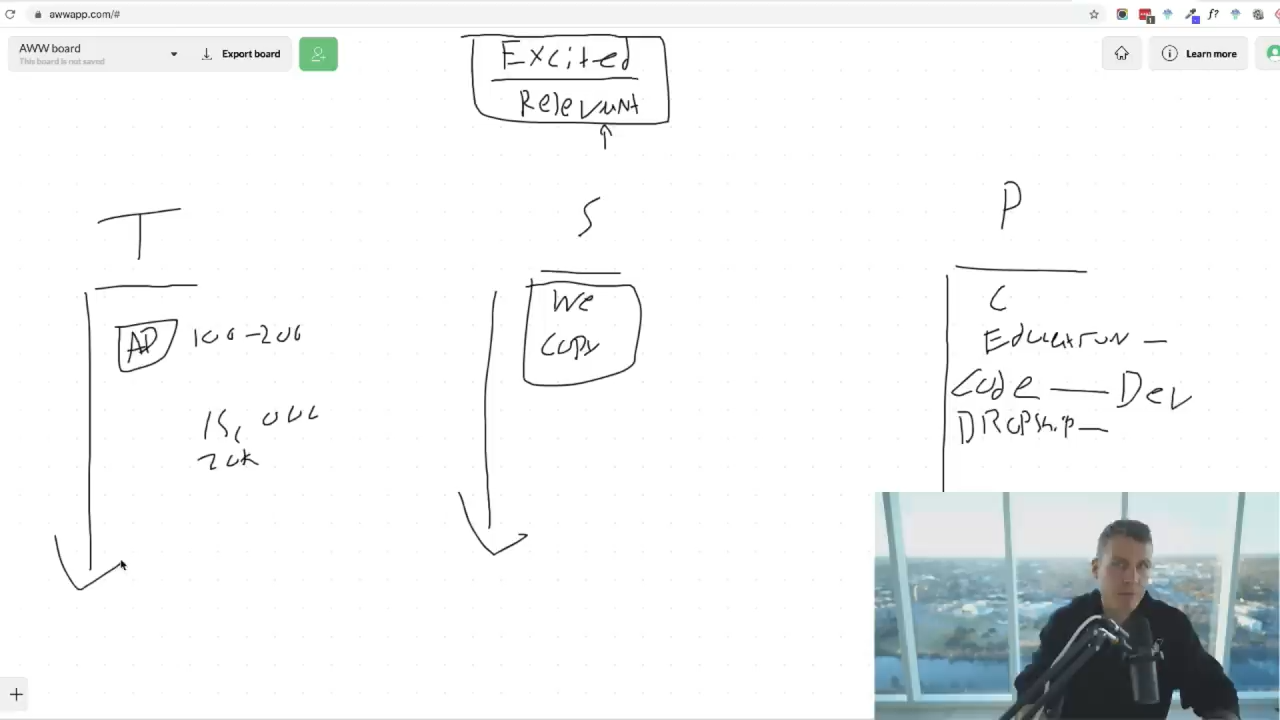 awwapp.com/#
AWW board
This board is not saved
Export board
Learn more
Excited
Relevant
T
S
P
AD 100-200
15,000
20K
We
Copy
C
Education —
Code — Dev
DROPship —